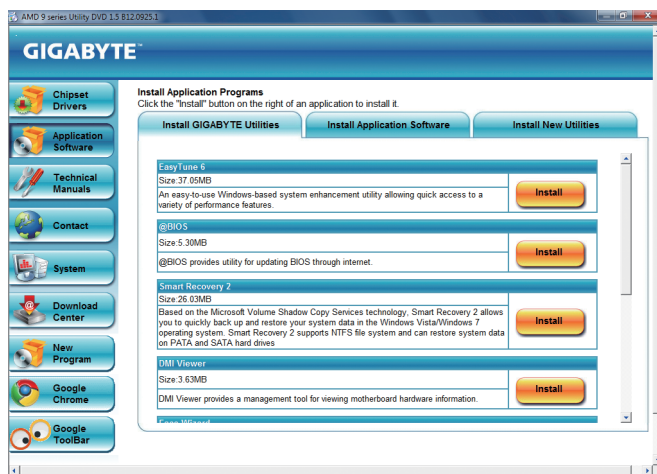 AMD 9 series Utility DVD 1.5 B12.0925.1
GIGABYTE™
Chipset
Drivers
Application
Software
Technical
Manuals
Contact
System
Download
Center
New
Program
Google
Chrome
Google
ToolBar
Install Application Programs
Click the "Install" button on the right of an application to install it.
Install GIGABYTE Utilities
Install Application Software
Install New Utilities
EasyTune 6
Size:37.05MB
An easy-to-use Windows-based system enhancement utility allowing quick access to a
variety of performance features.
Install
@BIOS
Size:5.30MB
@BIOS provides utility for updating BIOS through internet.
Install
Smart Recovery 2
Size:26.03MB
Based on the Microsoft Volume Shadow Copy Services technology, Smart Recovery 2 allows
you to quickly back up and restore your system data in the Windows Vista/Windows 7
operating system. Smart Recovery 2 supports NTFS file system and can restore system data
on PATA and SATA hard drives
Install
DMI Viewer
Size:3.63MB
DMI Viewer provides a management tool for viewing motherboard hardware information.
Install